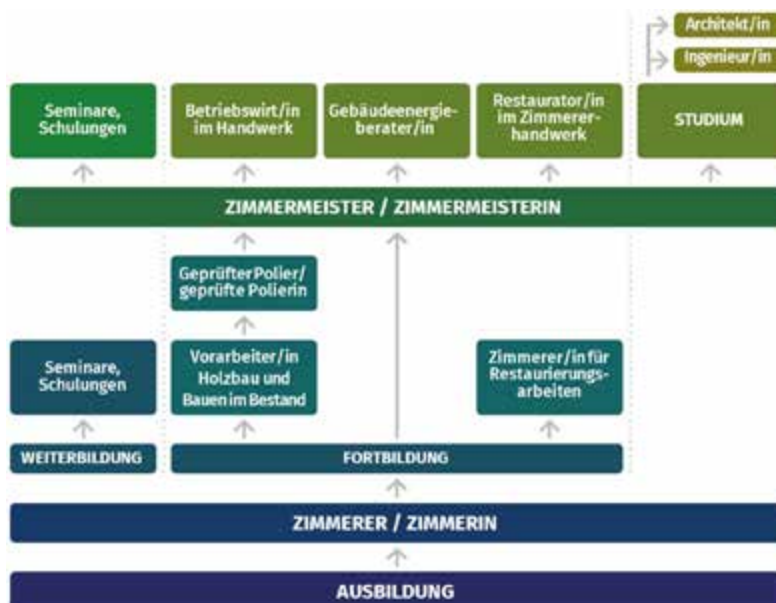 Architekt/in
Ingenieur/in
Seminare,
Schulungen
Betriebswirt/in
im Handwerk
Gebäudeenergie-
berater/in
Restaurator/in
im Zimmerer-
handwerk
STUDIUM
ZIMMERMEISTER / ZIMMERMEISTERIN
Geprüfter Polier/
geprüfte Polierin
Seminare,
Schulungen
Vorarbeiter/in
Holzbau und
Bauen im Bestand
Zimmerer/in für
Restaurierungs-
arbeiten
WEITERBILDUNG
FORTBILDUNG
ZIMMERER / ZIMMERIN
AUSBILDUNG